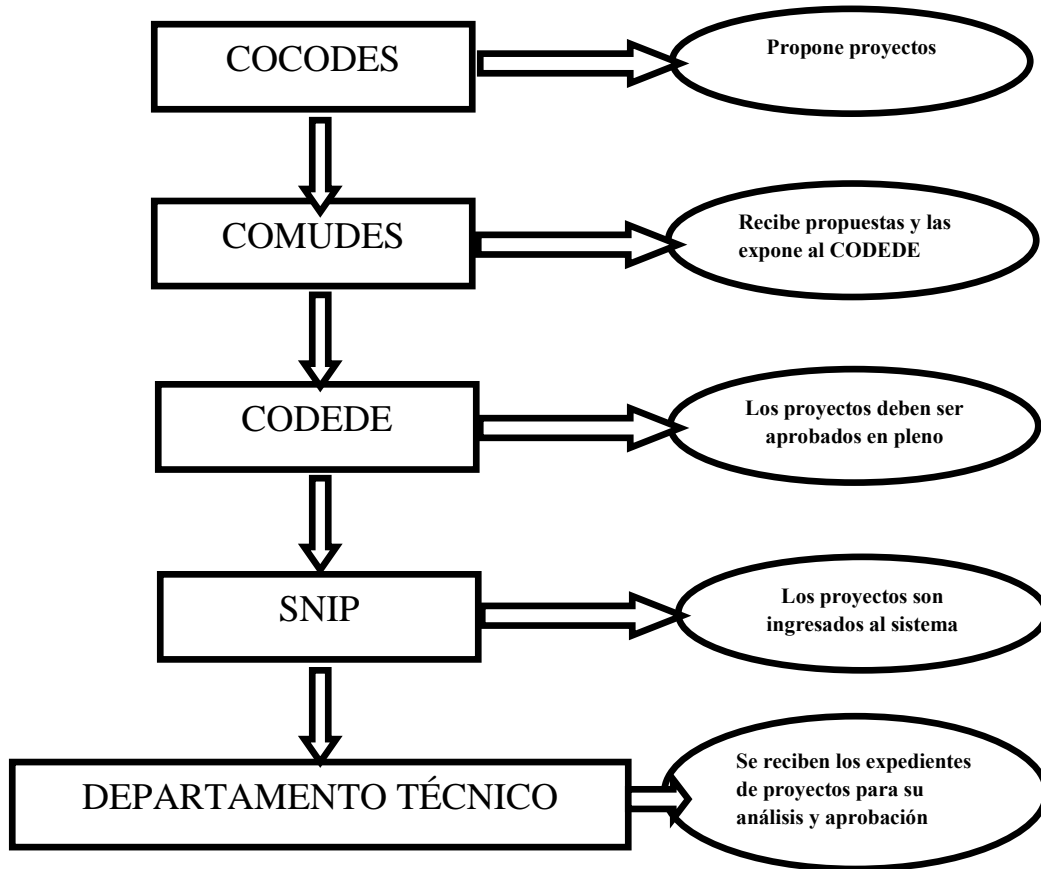 COCODES
Propone proyectos
COMUDES
Recibe propuestas y las
expone al CODEDE
CODEDE
Los proyectos deben ser
aprobados en pleno
SNIP
Los proyectos son
ingresados al sistema
DEPARTAMENTO TÉCNICO
Se reciben los expedientes
de proyectos para su
análisis y aprobación